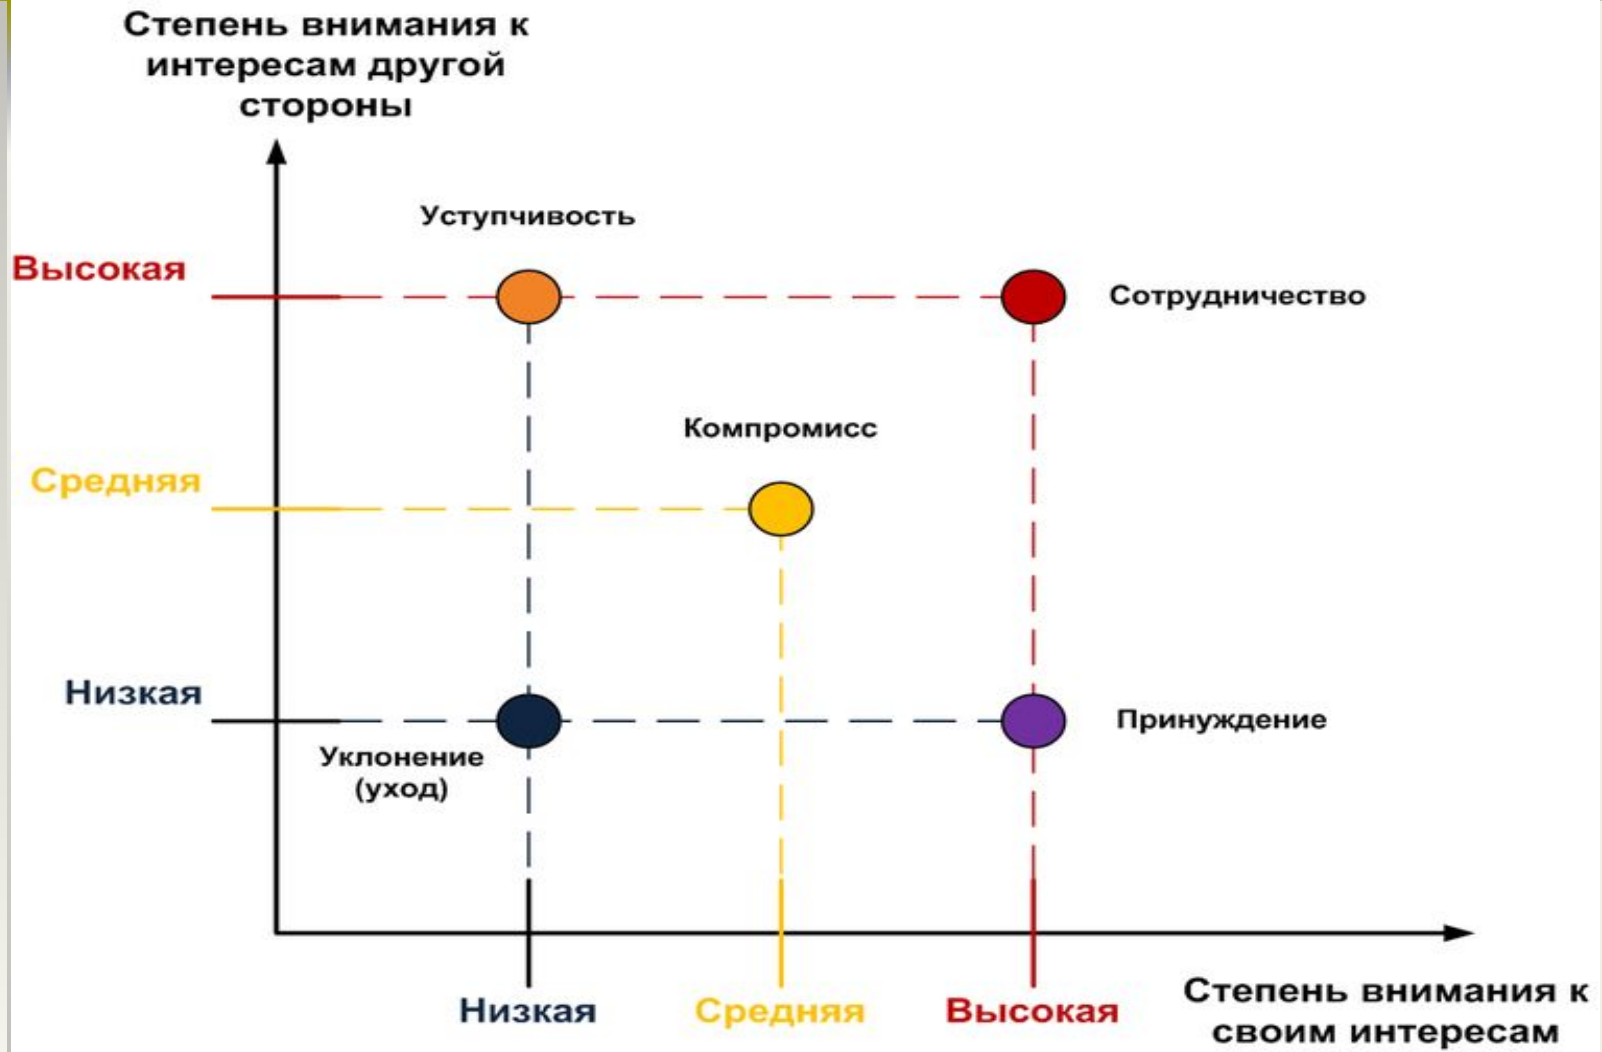 Степень внимания к
интересам другой
стороны
Уступчивость
Высокая
Сотрудничество
Компромисс
Средняя
Низкая
Принуждение
Уклонение
(уход)
Низкая
Средняя
Высокая
Степень внимания к
своим интересам